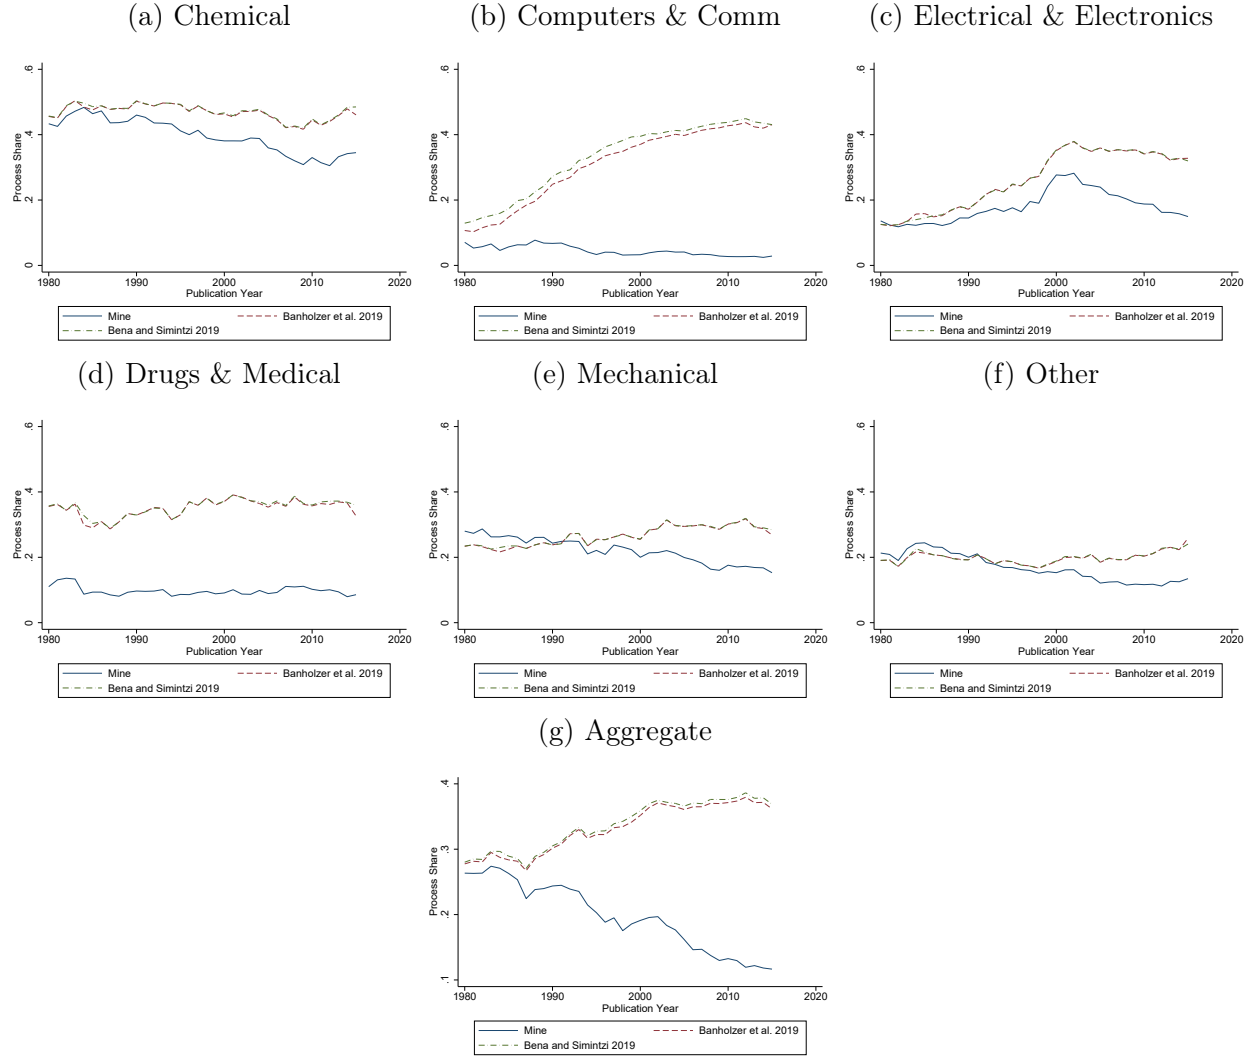 (a) Chemical
(b) Computers & Comm
(c) Electrical & Electronics
Process Share
0 .2 .4 .6
1980 1990 2000 2010 2020
Publication Year
Mine
Banholzer et al. 2019
Bena and Simintzi 2019
Process Share
0 .2 .4 .6
1980 1990 2000 2010 2020
Publication Year
Mine
Banholzer et al. 2019
Bena and Simintzi 2019
Process Share
0 .2 .4 .6
1980 1990 2000 2010 2020
Publication Year
Mine
Banholzer et al. 2019
Bena and Simintzi 2019
(d) Drugs & Medical
(e) Mechanical
(f) Other
Process Share
0 .2 .4 .6
1980 1990 2000 2010 2020
Publication Year
Mine
Banholzer et al. 2019
Bena and Simintzi 2019
Process Share
0 .2 .4 .6
1980 1990 2000 2010 2020
Publication Year
Mine
Banholzer et al. 2019
Bena and Simintzi 2019
Process Share
0 .2 .4 .6
1980 1990 2000 2010 2020
Publication Year
Mine
Banholzer et al. 2019
Bena and Simintzi 2019
(g) Aggregate
Process Share
.1 .2 .3 .4
1980 1990 2000 2010 2020
Publication Year
Mine
Banholzer et al. 2019
Bena and Simintzi 2019